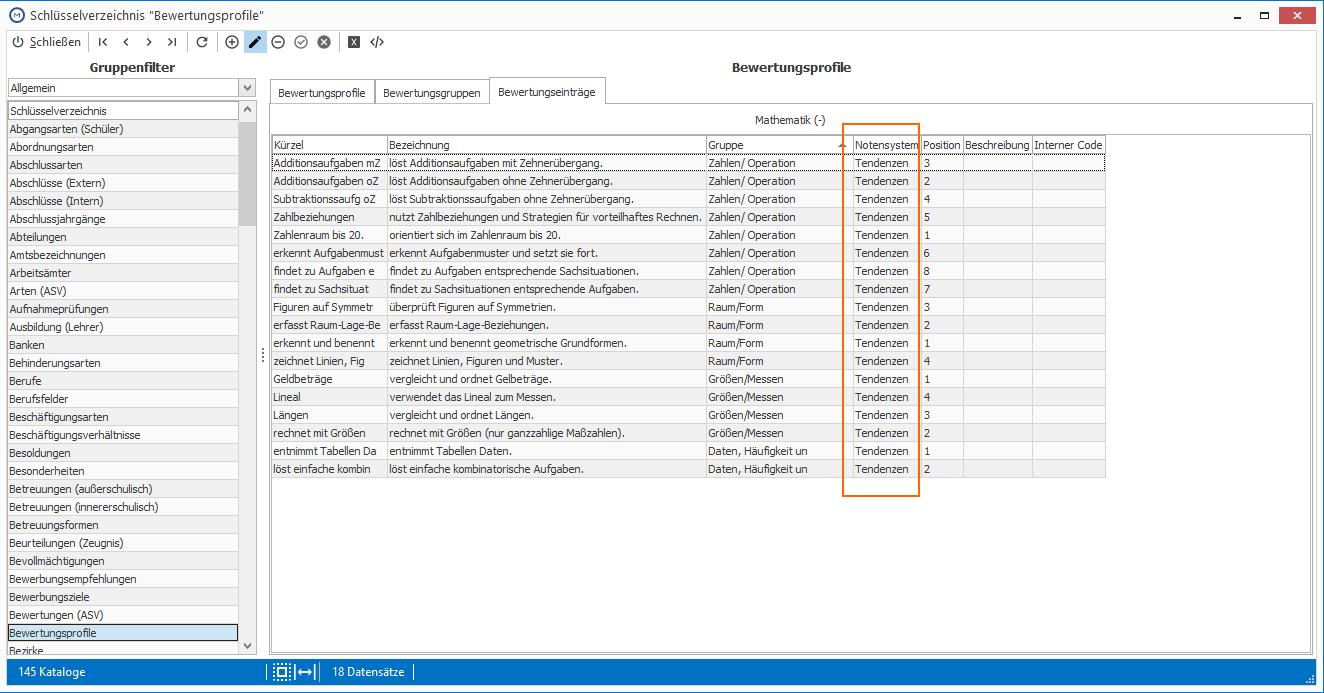 Schlüsselverzeichnis "Bewertungsprofile"
Schließen
Gruppenfilter
Allgemein
Schlüsselverzeichnis
Abgangsarten (Schüler)
Abordnungsarten
Abschlussarten
Abschlüsse (Extern)
Abschlüsse (Intern)
Abschlussjahrgänge
Abteilungen
Amtsbezeichnungen
Arbeitsämter
Arten (ASV)
Aufnahmeprüfungen
Ausbildung (Lehrer)
Banken
Behinderungsarten
Berufe
Berufsfelder
Beschäftigungsarten
Beschäftigungsverhältnisse
Besoldungen
Besonderheiten
Betreuungen (außerschulisch)
Betreuungen (innererschulisch)
Betreuungsformen
Beurteilungen (Zeugnis)
Bevollmächtigungen
Bewerbungsempfehlungen
Bewerbungsziele
Bewertungen (ASV)
Bewertungsprofile
Bezirke
Bewertungsprofile
Bewertungsprofile Bewertungsgruppen Bewertungseinträge
Mathematik (-)
Kürzel Bezeichnung Gruppe Notensystem Position Beschreibung Interner Code
Additionsaufgaben mZ löst Additionsaufgaben mit Zehnerübergang. Zahlen/ Operation Tendenzen 3
Additionsaufgaben oZ löst Additionsaufgaben ohne Zehnerübergang. Zahlen/ Operation Tendenzen 2
Subtraktionssaufg oZ löst Subtraktionssaufgaben ohne Zehnerübergang. Zahlen/ Operation Tendenzen 4
Zahlbeziehungen nutzt Zahlbeziehungen und Strategien für vorteilhaftes Rechnen. Zahlen/ Operation Tendenzen 5
Zahlenraum bis 20. orientiert sich im Zahlenraum bis 20. Zahlen/ Operation Tendenzen 1
erkennt Aufgabenmust erkennt Aufgabenmuster und setzt sie fort. Zahlen/ Operation Tendenzen 6
findet zu Aufgaben e findet zu Aufgaben entsprechende Sachsituationen. Zahlen/ Operation Tendenzen 8
findet zu Sachsituat findet zu Sachsituationen entsprechende Aufgaben. Zahlen/ Operation Tendenzen 7
Figuren auf Symmetr überprüft Figuren auf Symmetrien. Raum/Form Tendenzen 3
erfasst Raum-Lage-Be erfasst Raum-Lage-Beziehungen. Raum/Form Tendenzen 2
erkennt und benennt erkennt und benennt geometrische Grundformen. Raum/Form Tendenzen 1
zeichnet Linien, Fig zeichnet Linien, Figuren und Muster. Raum/Form Tendenzen 4
Geldbeträge vergleicht und ordnet Gelbeträge. Größen/Messen Tendenzen 1
Lineal verwendet das Lineal zum Messen. Größen/Messen Tendenzen 4
Längen vergleicht und ordnet Längen. Größen/Messen Tendenzen 3
rechnet mit Größen rechnet mit Größen (nur ganzzahlige Maßzahlen). Größen/Messen Tendenzen 2
entnimmt Tabellen Da entnimmt Tabellen Daten. Daten, Häufigkeit un Tendenzen 1
löst einfache kombin löst einfache kombinatorische Aufgaben. Daten, Häufigkeit un Tendenzen 2
145 Kataloge 18 Datensätze